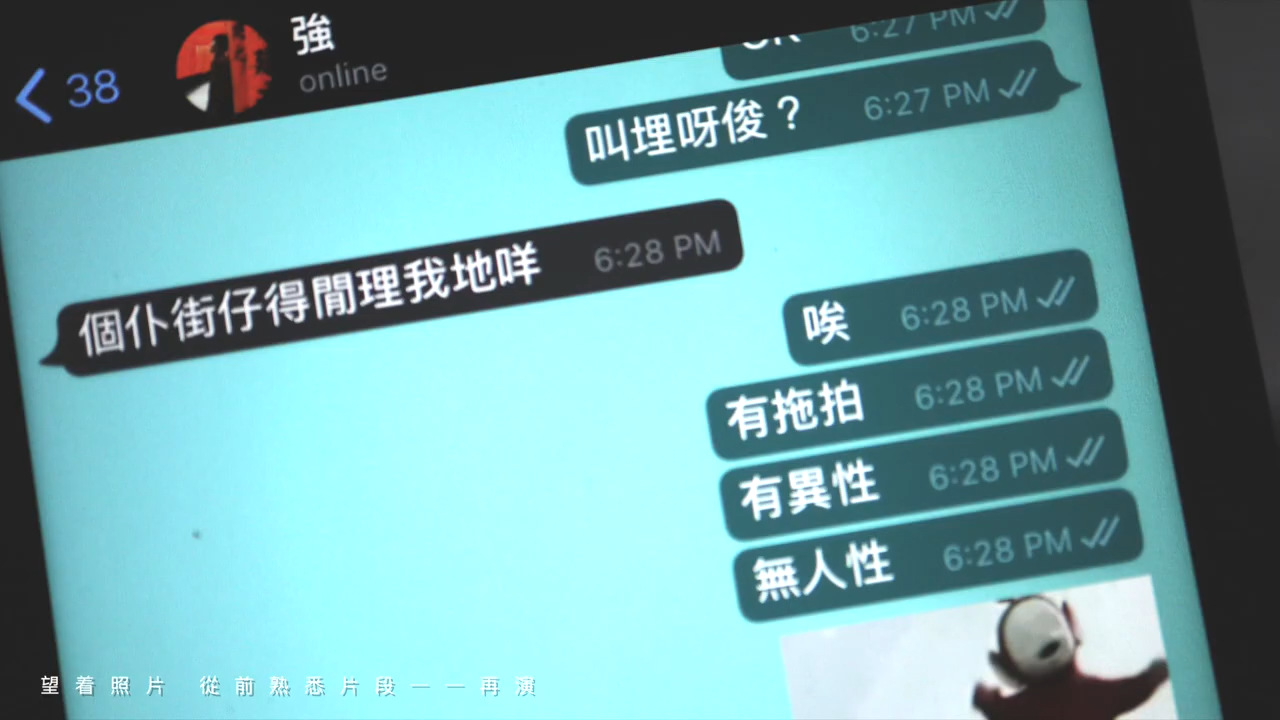 38
強
online
OK 6:27 PM
叫埋呀俊？ 6:27 PM
個仆街仔得閒理我地咩 6:28 PM
唉 6:28 PM
有拖拍 6:28 PM
有異性 6:28 PM
無人性 6:28 PM
望着照片 從前熟悉片段一一再演